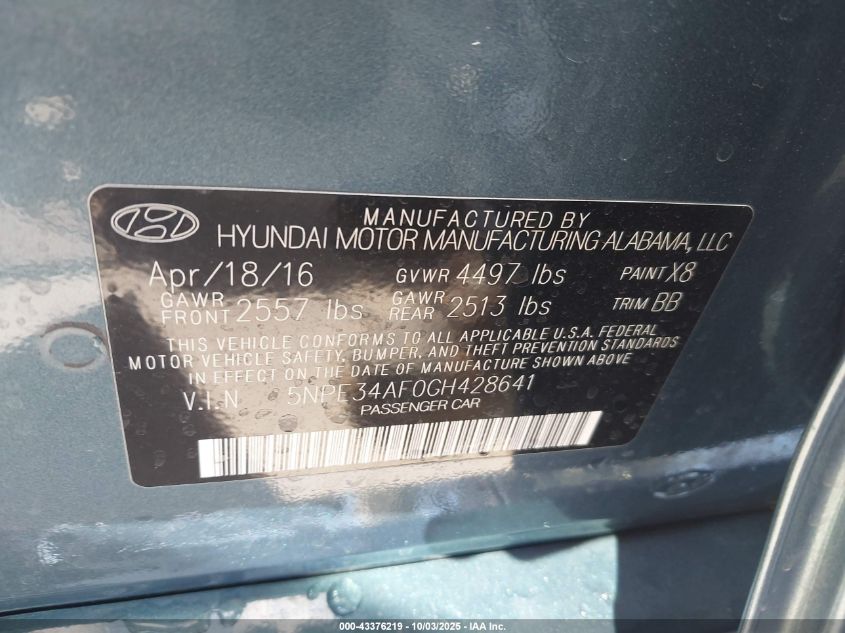 MANUFACTURED BY
HYUNDAI MOTOR MANUFACTURING ALABAMA, LLC
Apr/18/16 GVWR 4497 lbs PAINT X8
GAWR FRONT 2557 lbs GAWR REAR 2513 lbs TRIM BB
THIS VEHICLE CONFORMS TO ALL APPLICABLE U.S.A. FEDERAL
MOTOR VEHICLE SAFETY, BUMPER, AND THEFT PREVENTION STANDARDS
IN EFFECT ON THE DATE OF MANUFACTURE SHOWN ABOVE
V.I.N 5NPE34AF0GH428641
PASSENGER CAR
000-43376219 - 10/03/2025 - IAA Inc.